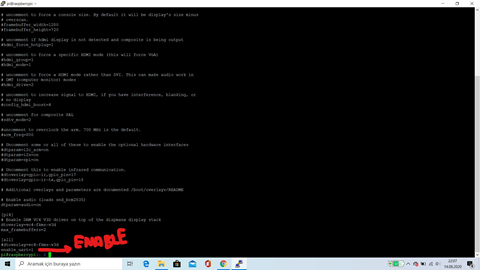 pi@raspberrypi: ~
# uncomment to force a console size. By default it will be display's size minus
# overscan.
#framebuffer_width=1280
#framebuffer_height=720
# uncomment if hdmi display is not detected and composite is being output
#hdmi_force_hotplug=1
# uncomment to force a specific HDMI mode (this will force VGA)
#hdmi_group=1
#hdmi_mode=1
# uncomment to force a HDMI mode rather than DVI. This can make audio work in
# DMT (computer monitor) modes
#hdmi_drive=2
# uncomment to increase signal to HDMI, if you have interference, blanking, or
# no display
#config_hdmi_boost=4
# uncomment for composite PAL
#sdtv_mode=2
#uncomment to overclock the arm. 700 MHz is the default.
#arm_freq=800
# Uncomment some or all of these to enable the optional hardware interfaces
#dtparam=i2c_arm=on
#dtparam=i2s=on
#dtparam=spi=on
# Uncomment this to enable infrared communication.
#dtoverlay=gpio-ir,gpio_pin=17
#dtoverlay=gpio-ir-tx,gpio_pin=18
# Additional overlays and parameters are documented /boot/overlays/README
# Enable audio (loads snd_bcm2835)
dtparam=audio=on
[pi4]
# Enable DRM VC4 V3D driver on top of the dispmanx display stack
dtoverlay=vc4-fkms-v3d
max_framebuffers=2
[all]
#dtoverlay=vc4-fkms-v3d
enable_uart=1
ENABLE
pi@raspberrypi:~
Aramak için buraya yazın
22:07
14.06.2020